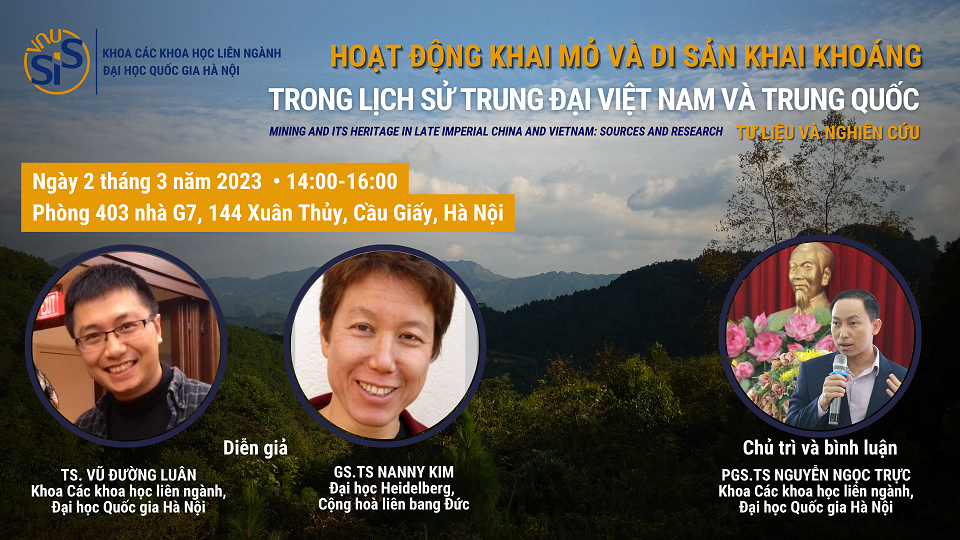 VNU
SIS
KHOA CÁC KHOA HỌC LIÊN NGÀNH
ĐẠI HỌC QUỐC GIA HÀ NỘI
HOẠT ĐỘNG KHAI MỎ VÀ DI SẢN KHAI KHOÁNG
TRONG LỊCH SỬ TRUNG ĐẠI VIỆT NAM VÀ TRUNG QUỐC
MINING AND ITS HERITAGE IN LATE IMPERIAL CHINA AND VIETNAM: SOURCES AND RESEARCH
TƯ LIỆU VÀ NGHIÊN CỨU
Ngày 2 tháng 3 năm 2023 • 14:00-16:00
Phòng 403 nhà G7, 144 Xuân Thủy, Cầu Giấy, Hà Nội
Diễn giả
TS. VŨ ĐƯỜNG LUÂN
Khoa Các khoa học liên ngành,
Đại học Quốc gia Hà Nội
GS.TS NANNY KIM
Đại học Heidelberg,
Cộng hoà liên bang Đức
Chủ trì và bình luận
PGS.TS NGUYỄN NGỌC TRỰC
Khoa Các khoa học liên ngành,
Đại học Quốc gia Hà Nội